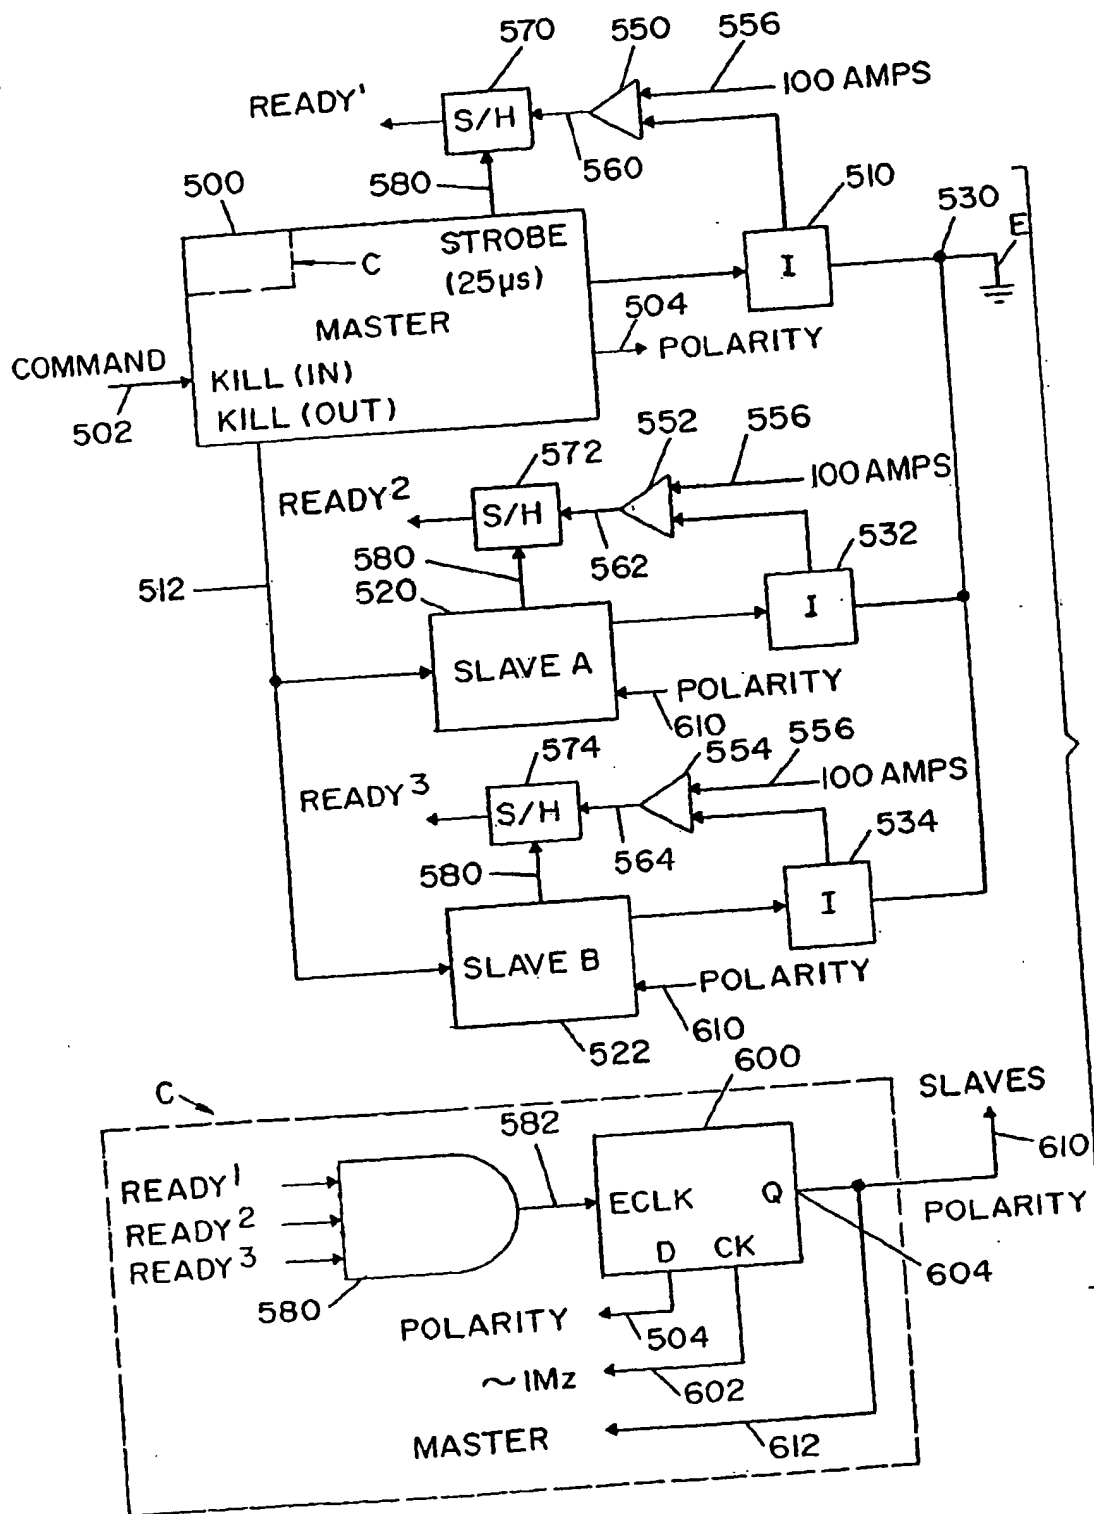 570
550
556
READY1
S/H
100 AMPS
560
500
580
510
530
E
STROBE
(25µs)
C
I
504
MASTER
POLARITY
COMMAND
KILL (IN)
KILL (OUT)
502
572
552
556
READY2
S/H
100 AMPS
580
562
532
512
520
I
SLAVE A
POLARITY
610
574
554
556
READY3
S/H
100 AMPS
580
564
534
I
SLAVE B
POLARITY
610
522
600
C
582
SLAVES
610
READY1
READY2
READY3
ECLK
Q
D
CK
POLARITY
580
604
POLARITY
504
~1Mz
602
MASTER
612